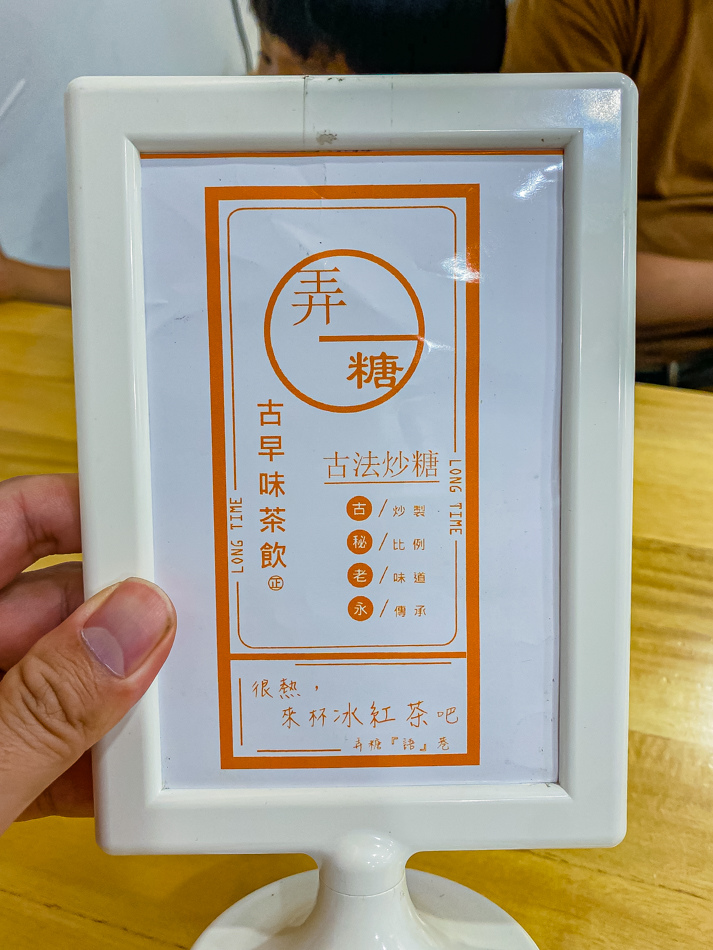 弄一糖
古早味茶飲
正
古法炒糖
古/炒製
秘/比例
老/味道
永/傳承
LONG TIME
LONG TIME
很熱，
來杯冰紅茶吧
弄糖『語』卷